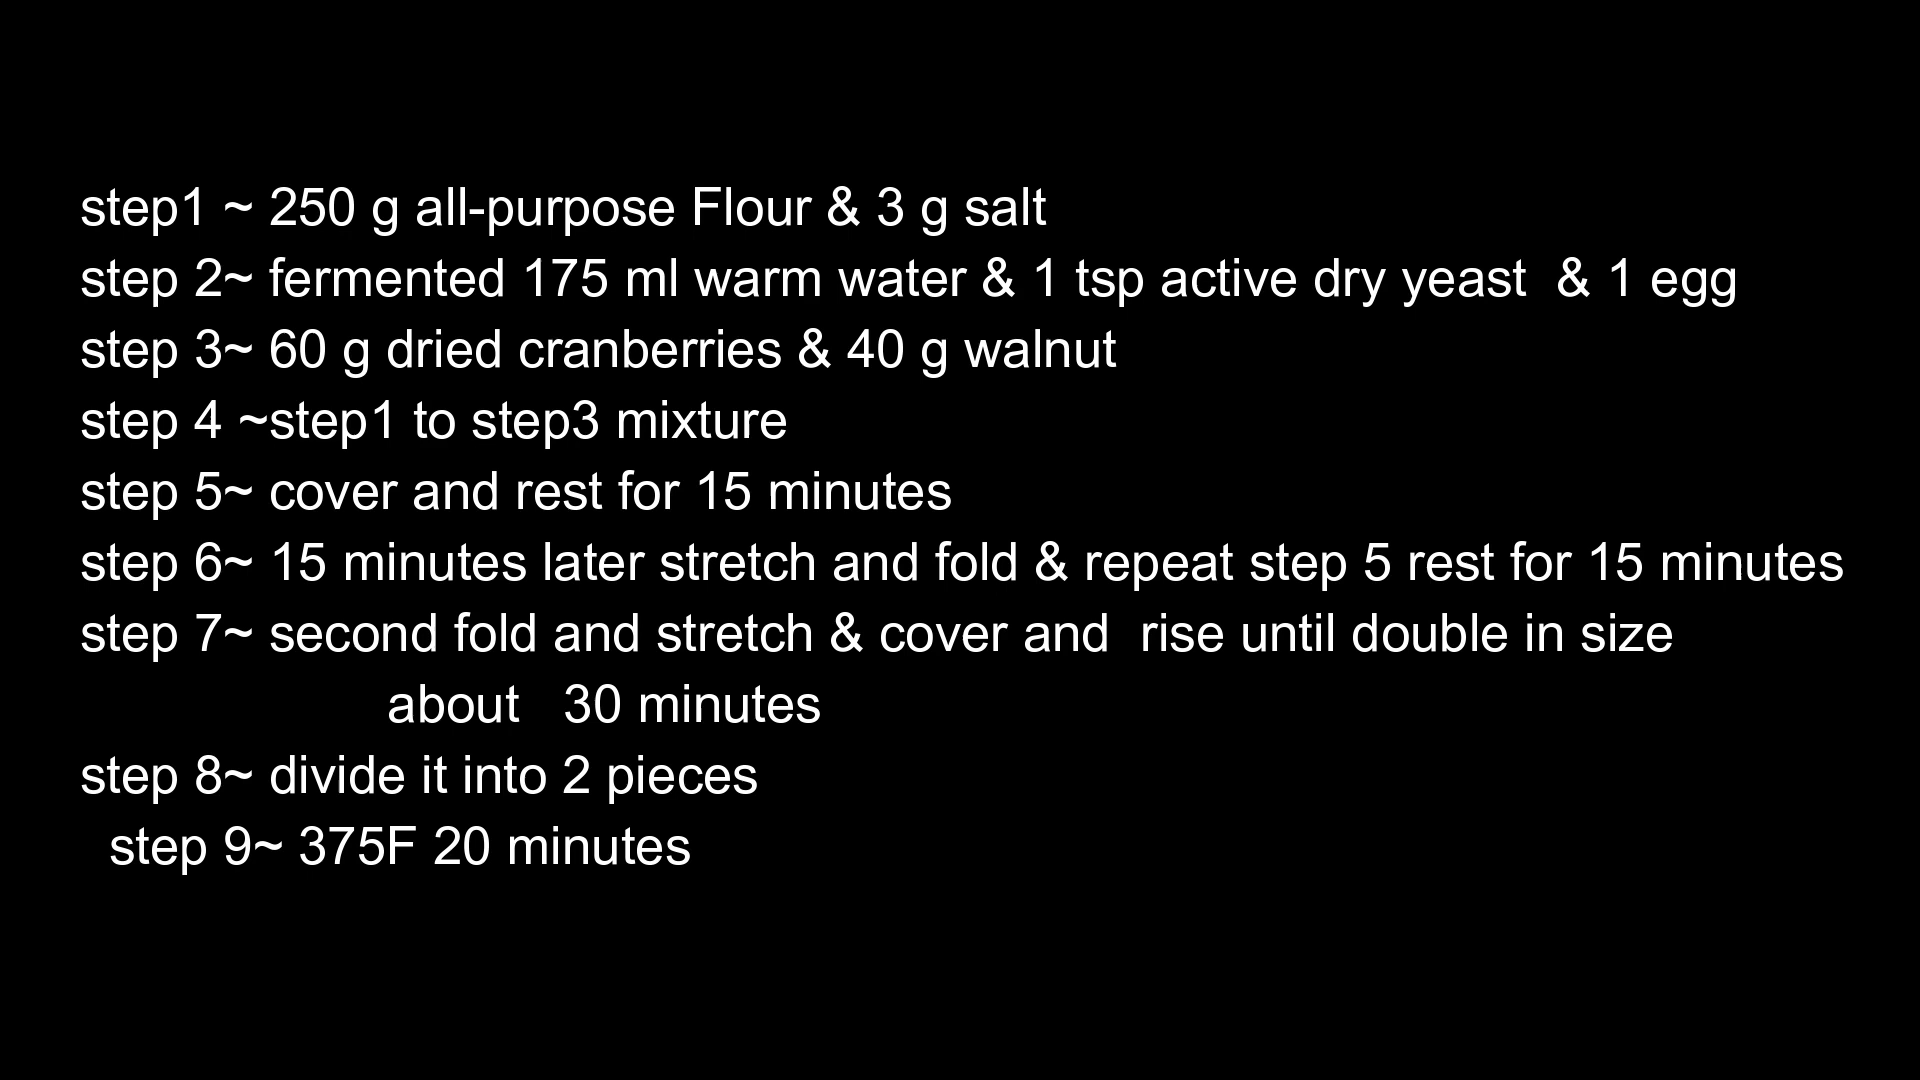 step1 ~ 250 g all-purpose Flour & 3 g salt
step 2~ fermented 175 ml warm water & 1 tsp active dry yeast  & 1 egg
step 3~ 60 g dried cranberries & 40 g walnut
step 4 ~step1 to step3 mixture
step 5~ cover and rest for 15 minutes
step 6~ 15 minutes later stretch and fold & repeat step 5 rest for 15 minutes
step 7~ second fold and stretch & cover and  rise until double in size
about   30 minutes
step 8~ divide it into 2 pieces
step 9~ 375F 20 minutes